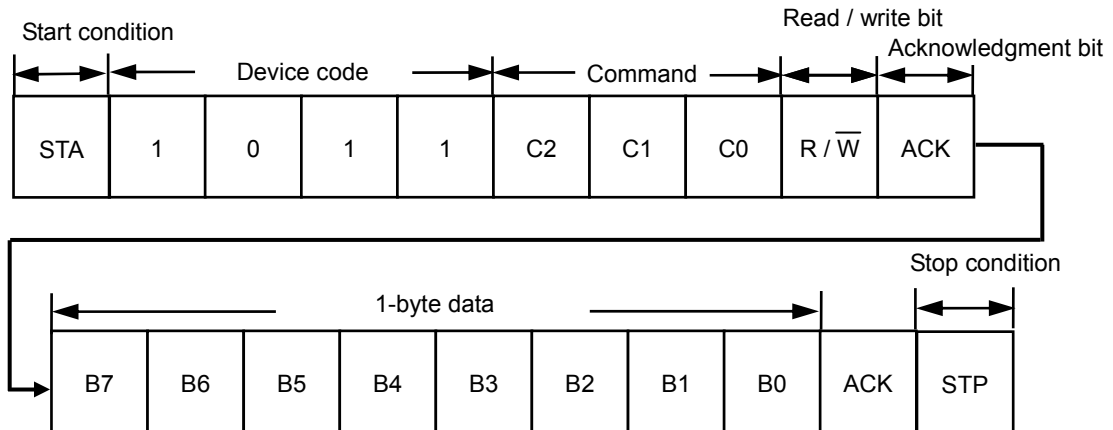 Read / write bit
Start condition
Acknowledgment bit
Device code
Command
STA 1 0 1 1 C2 C1 C0 R / W̅ ACK
Stop condition
1-byte data
B7 B6 B5 B4 B3 B2 B1 B0 ACK STP